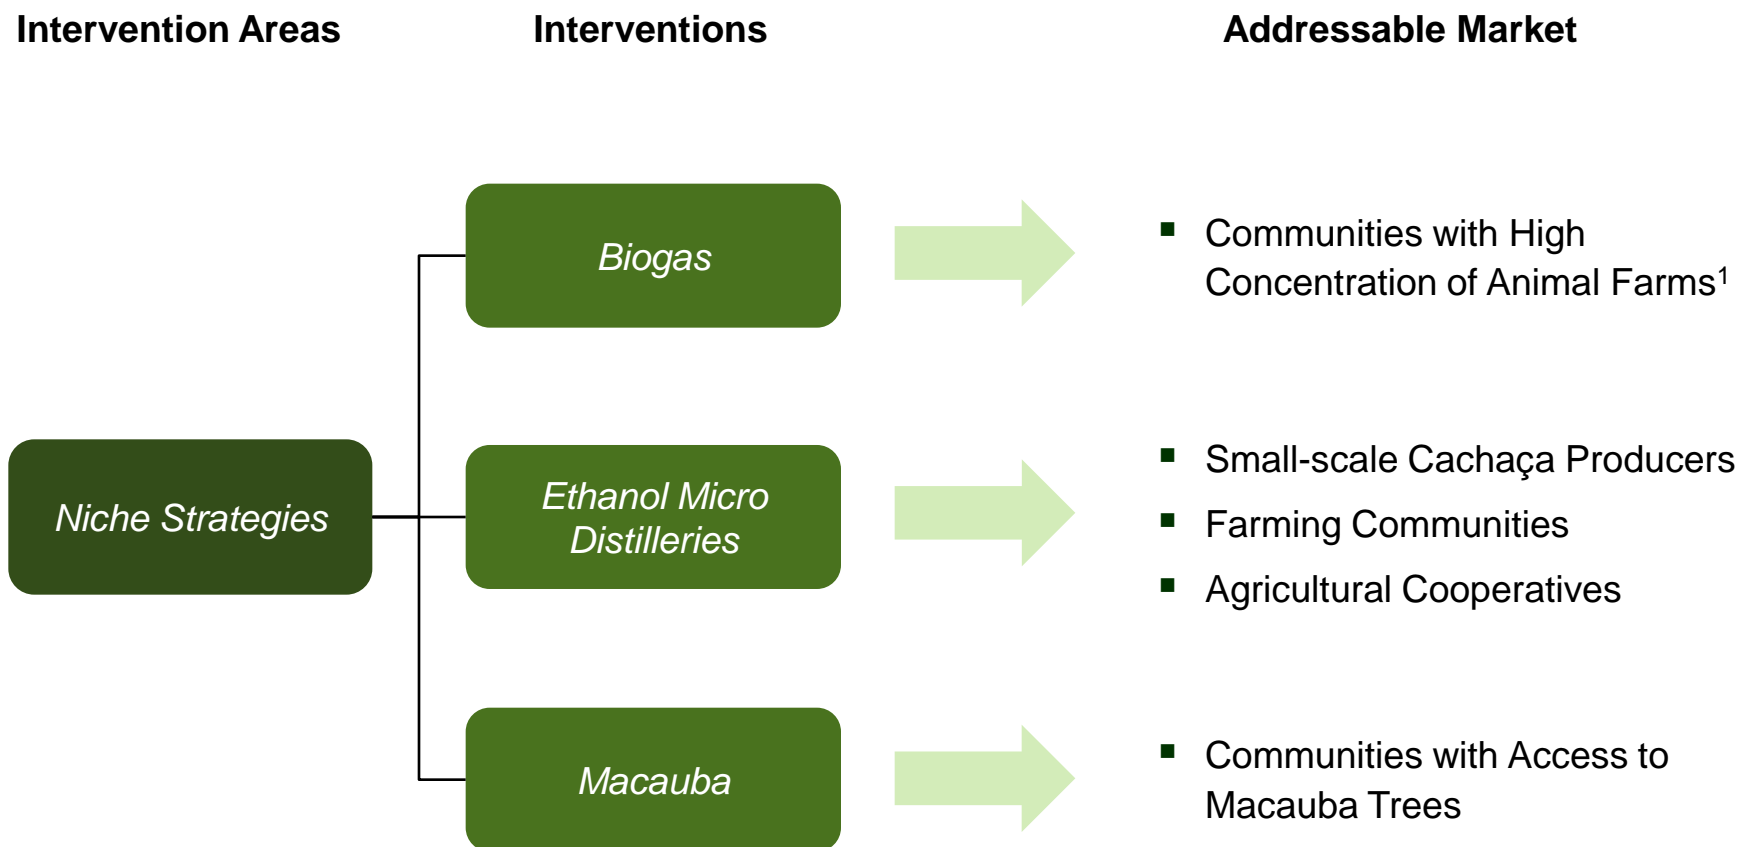 Intervention Areas
Interventions
Addressable Market
Niche Strategies
Biogas
▪ Communities with High
Concentration of Animal Farms¹
Ethanol Micro
Distilleries
▪ Small-scale Cachaça Producers
▪ Farming Communities
▪ Agricultural Cooperatives
Macauba
▪ Communities with Access to
Macauba Trees